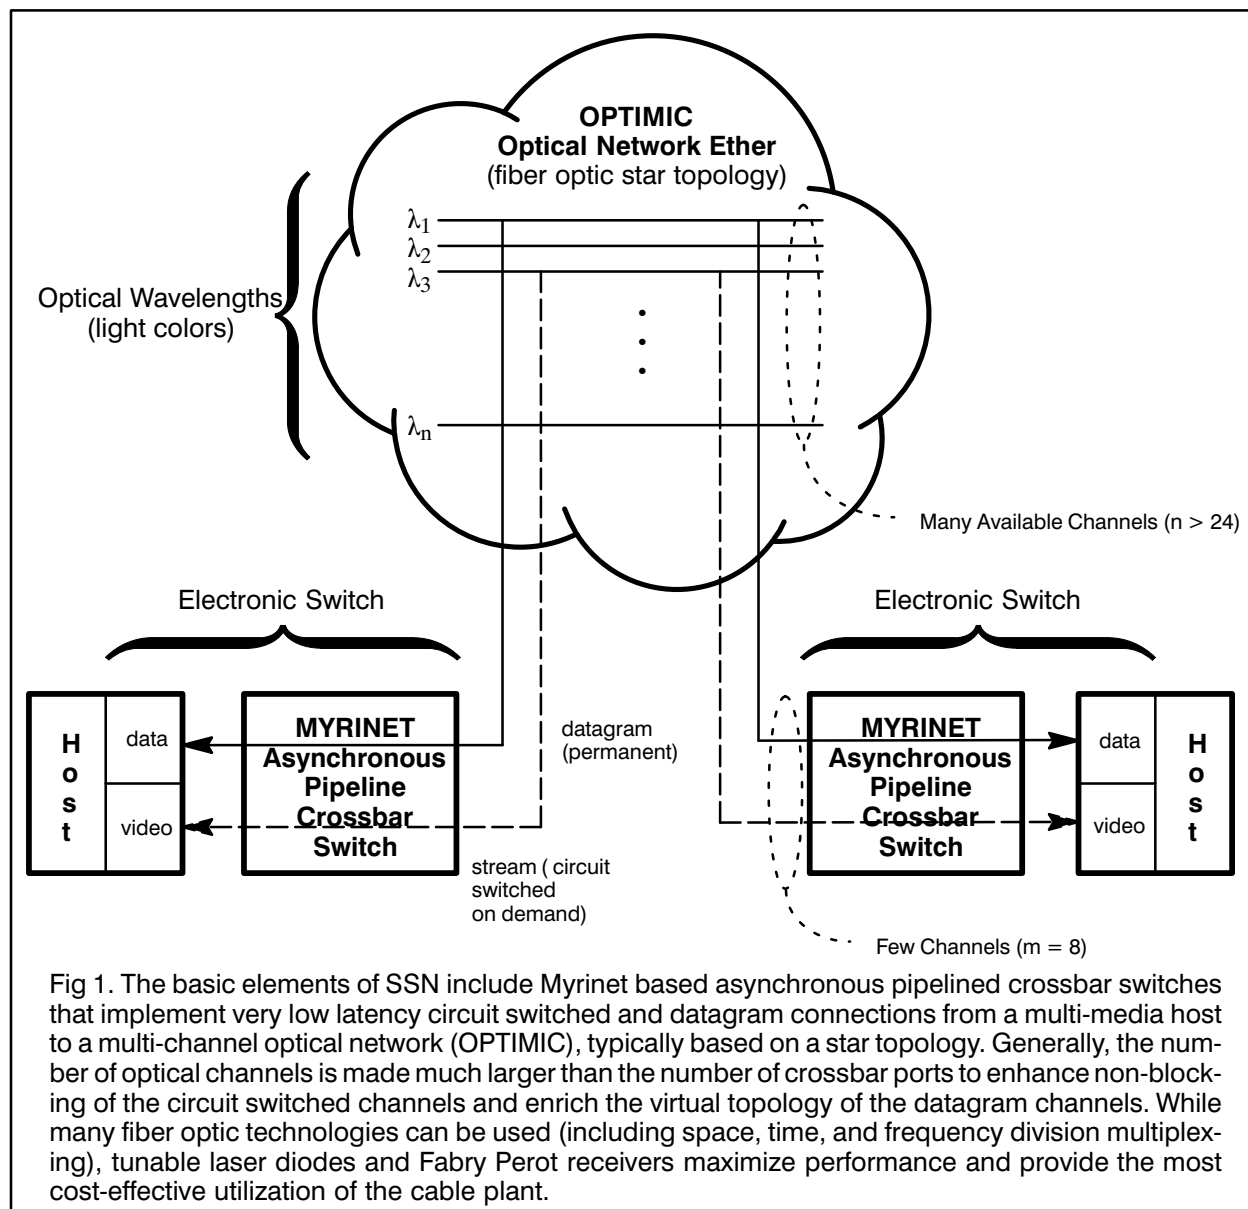 OPTIMIC
Optical Network Ether
(fiber optic star topology)
λ1
λ2
λ3
λn
Optical Wavelengths
(light colors)
Many Available Channels (n > 24)
Electronic Switch
Electronic Switch
Host
data
video
MYRINET
Asynchronous
Pipeline
Crossbar
Switch
datagram
(permanent)
stream ( circuit
switched
on demand)
MYRINET
Asynchronous
Pipeline
Crossbar
Switch
data
video
Host
Few Channels (m = 8)
Fig 1. The basic elements of SSN include Myrinet based asynchronous pipelined crossbar switches
that implement very low latency circuit switched and datagram connections from a multi-media host
to a multi-channel optical network (OPTIMIC), typically based on a star topology. Generally, the num-
ber of optical channels is made much larger than the number of crossbar ports to enhance non-block-
ing of the circuit switched channels and enrich the virtual topology of the datagram channels. While
many fiber optic technologies can be used (including space, time, and frequency division multiplex-
ing), tunable laser diodes and Fabry Perot receivers maximize performance and provide the most
cost-effective utilization of the cable plant.